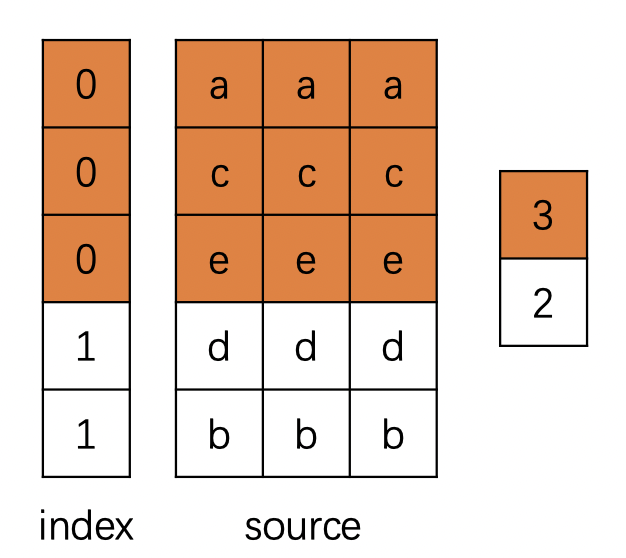 0 a a a
0 c c c
3
0 e e e
2
1 d d d
1 b b b
index source